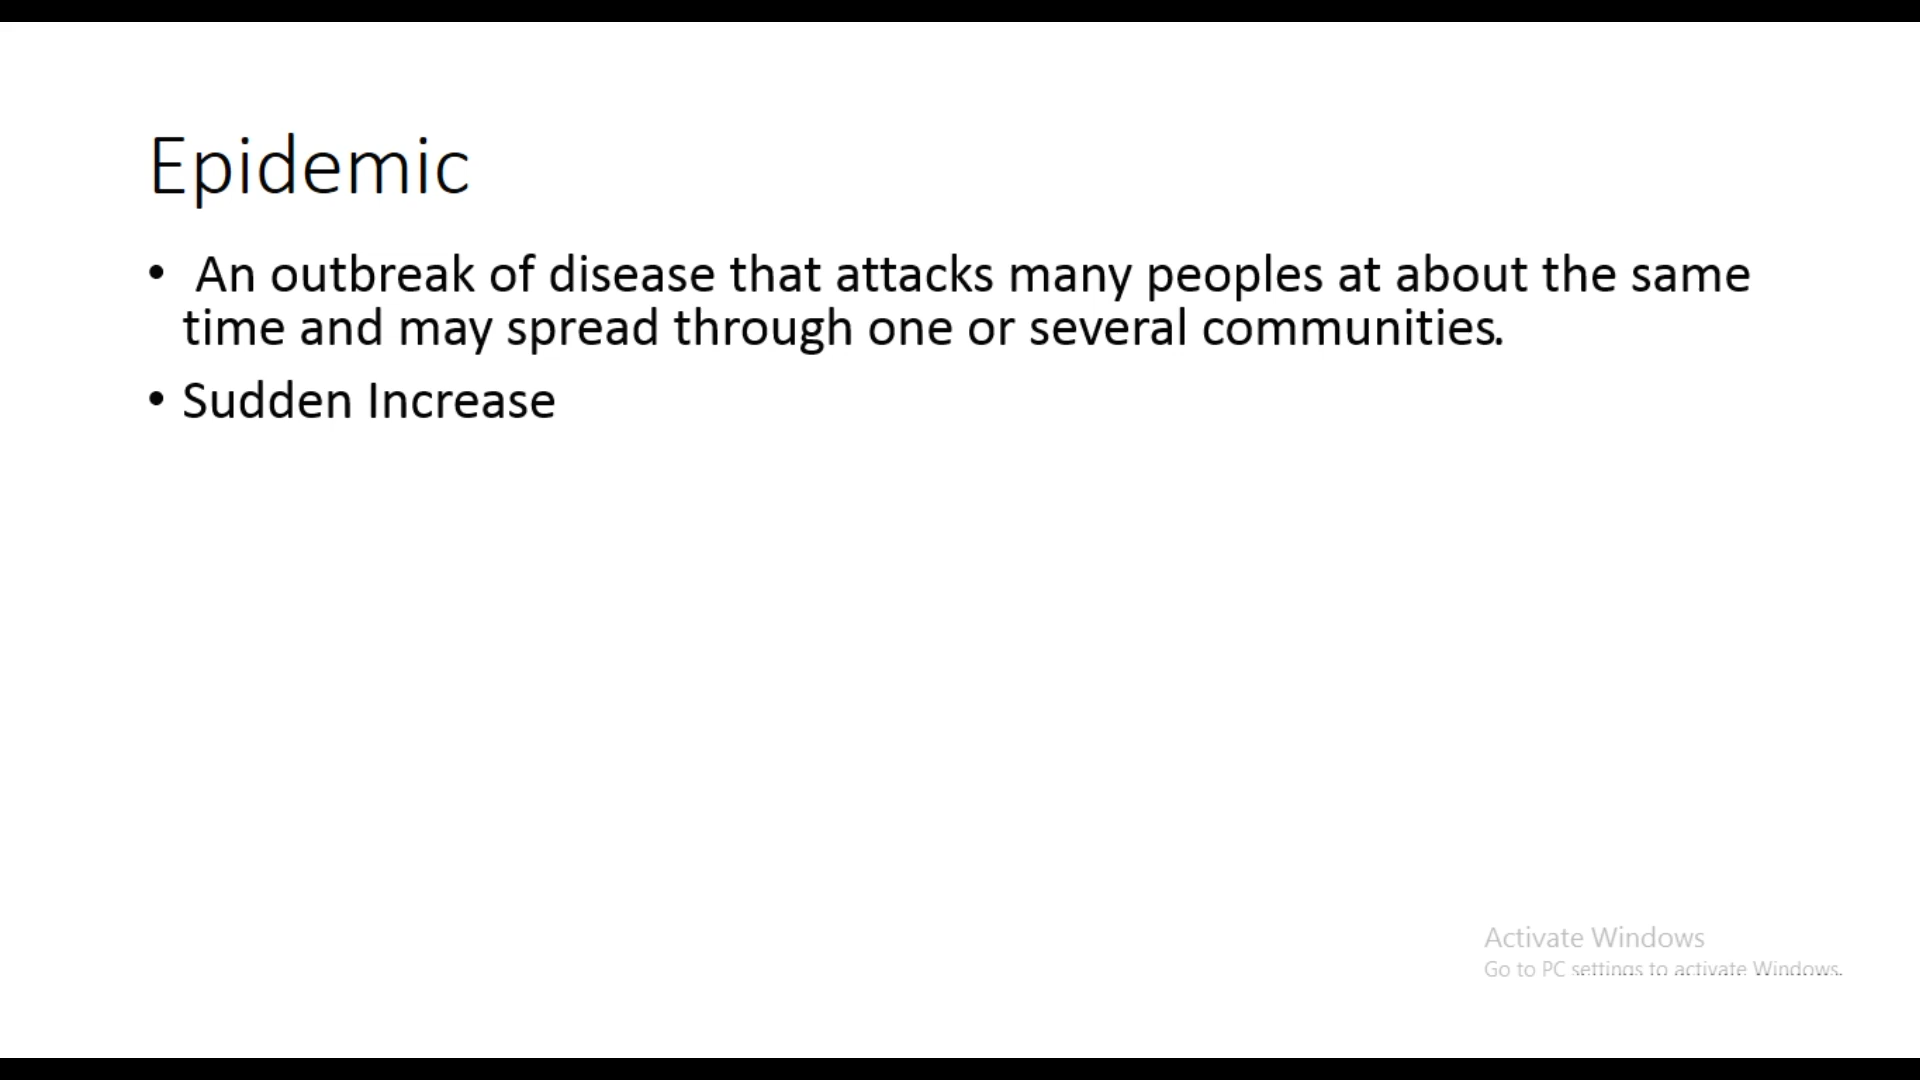 Epidemic
• An outbreak of disease that attacks many peoples at about the same
time and may spread through one or several communities.
• Sudden Increase
Activate Windows
Go to PC settings to activate Windows.